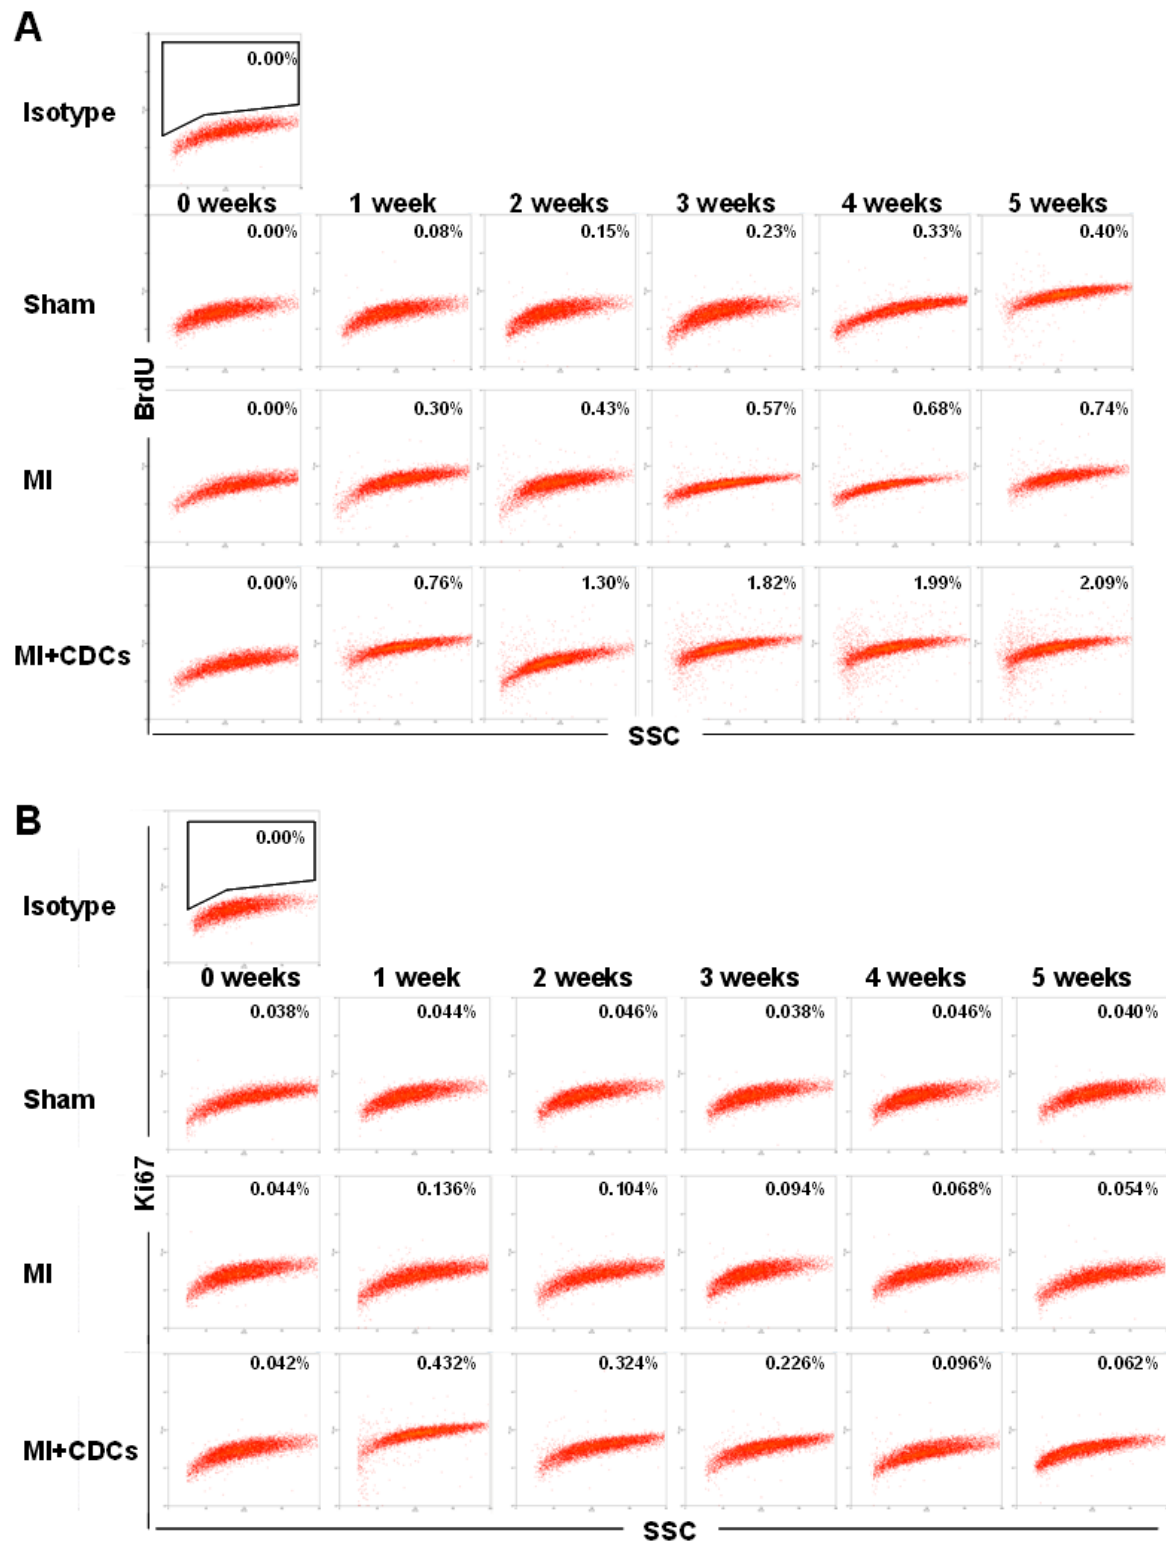 A
0.00%
Isotype
0 weeks 1 week 2 weeks 3 weeks 4 weeks 5 weeks
0.00% 0.08% 0.15% 0.23% 0.33% 0.40%
Sham
BrdU
0.00% 0.30% 0.43% 0.57% 0.68% 0.74%
MI
0.00% 0.76% 1.30% 1.82% 1.99% 2.09%
MI+CDCs
SSC
B
0.00%
Isotype
0 weeks 1 week 2 weeks 3 weeks 4 weeks 5 weeks
0.038% 0.044% 0.046% 0.038% 0.046% 0.040%
Sham
Ki67
0.044% 0.136% 0.104% 0.094% 0.068% 0.054%
MI
0.042% 0.432% 0.324% 0.226% 0.096% 0.062%
MI+CDCs
SSC